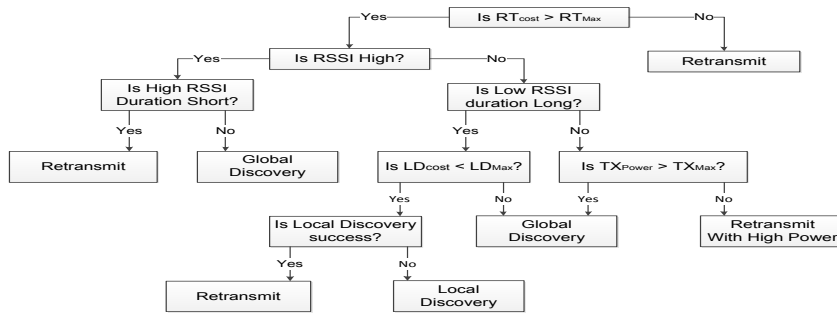 Is RTcost > RTMax
Yes
No
Is RSSI High?
Retransmit
Yes
No
Is High RSSI
Duration Short?
Is Low RSSI
duration Long?
Yes
No
Yes
No
Retransmit
Global
Discovery
Is LDcost < LDMax?
Is TXPower > TXMax?
Yes
No
Yes
No
Is Local Discovery
success?
Global
Discovery
Retransmit
With High Power
Yes
No
Retransmit
Local
Discovery